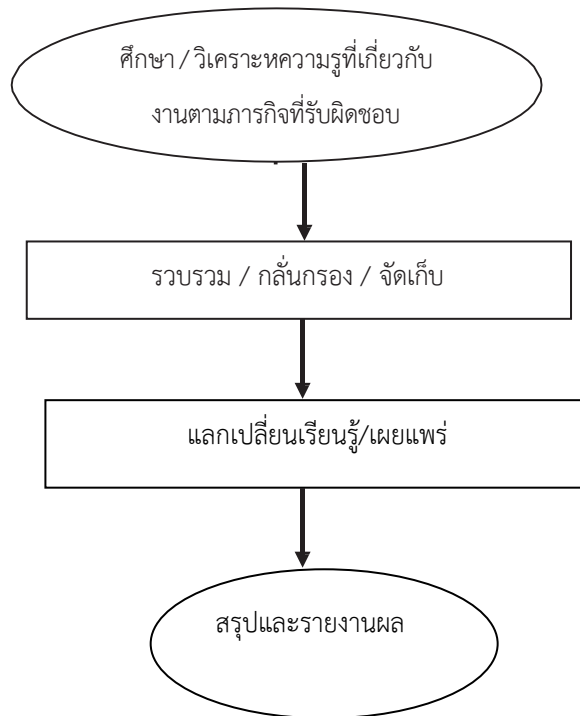 ศึกษา / วิเคราะหความรูที่เกี่ยวกับ
งานตามภารกิจที่รับผิดชอบ
รวบรวม / กลั่นกรอง / จัดเก็บ
แลกเปลี่ยนเรียนรู้/เผยแพร่
สรุปและรายงานผล